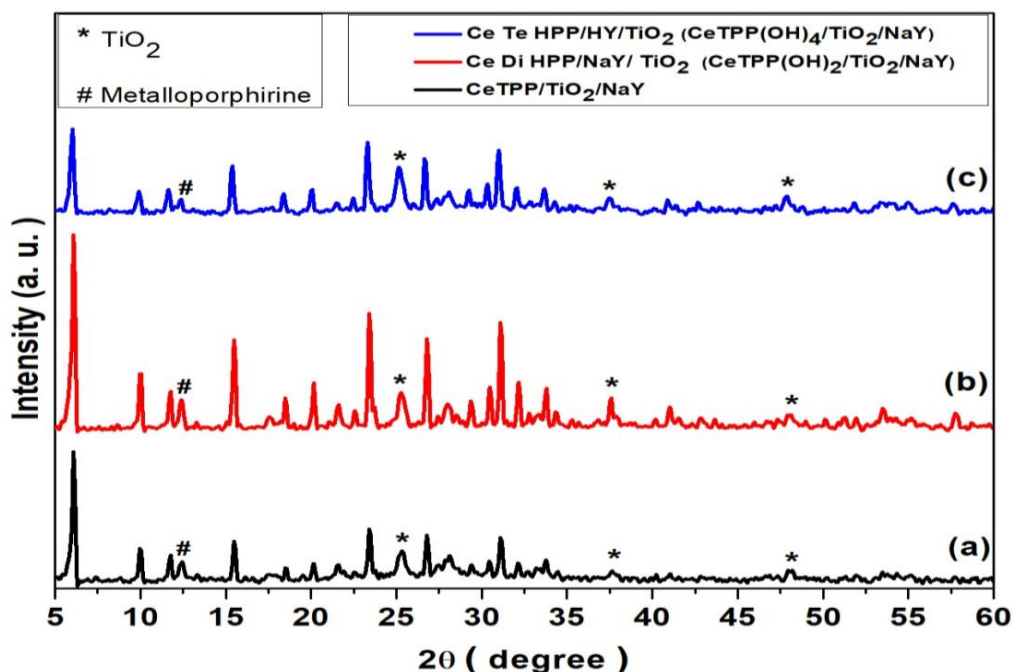 * TiO2
# Metalloporphirine
Ce Te HPP/HY/TiO2 (CeTPP(OH)4/TiO2/NaY)
Ce Di HPP/NaY/ TiO2 (CeTPP(OH)2/TiO2/NaY)
CeTPP/TiO2/NaY
Intensity (a. u.)
# * * * (c)
# * * * (b)
# * * * (a)
5 10 15 20 25 30 35 40 45 50 55 60
2θ ( degree )